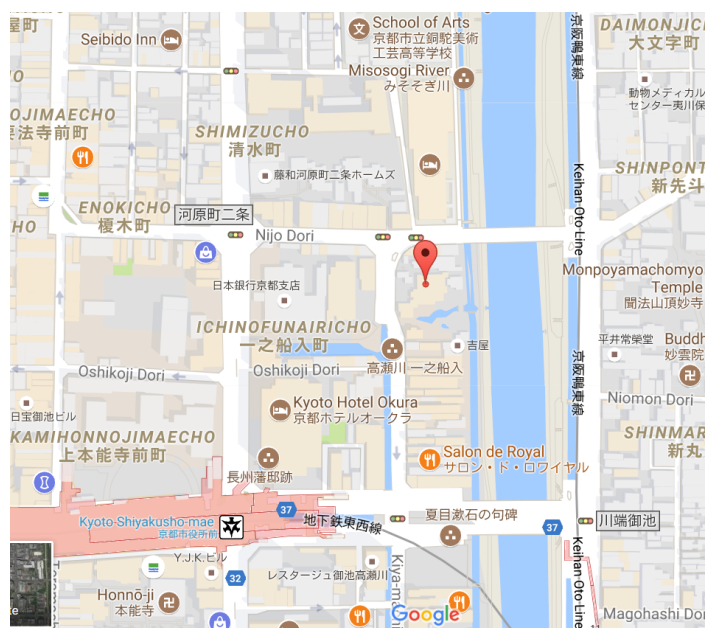 屋町
Seibido Inn
School of Arts
京都市立銅駝美術
工芸高等学校
Misosogi River
みそそぎ川
京阪鴨東線
DAIMONJIC
大文字町
動物メディカル
センター夷川保
OJIMAECHO
要法寺前町
SHIMIZUCHO
清水町
藤和河原町二条ホームズ
Keihan-Oto-Line
SHINPONT
新先斗
ENOKICHO
榎木町
河原町二条
HO
Nijo Dori
日本銀行京都支店
Monpoyamachomyo
Temple
聞法山頂妙寺
ICHINOFUNAIRICHO
一之船入町
吉屋
平井常榮堂
Buddh
妙雲院
Oshikoji Dori
Oshikoji Dori
高瀬川 一之船入
京阪鴨東線
Niomon Dori
日宝御池ビル
Kyoto Hotel Okura
京都ホテルオークラ
KAMIHONNOJIMAECHO
上本能寺前町
SHINMAR
新丸
Salon de Royal
サロン・ド・ロワイヤル
長州藩邸跡
37
Kyoto-Shiyakusho-mae
京都市役所前
地下鉄東西線
夏目漱石の句碑
37
川端御池
Y.J.K.ビル
32
レスタージュ御池高瀬川
Kiya-m
Keihan-Oto-Line
Honnō-ji
本能寺
Google
Magohashi Dori